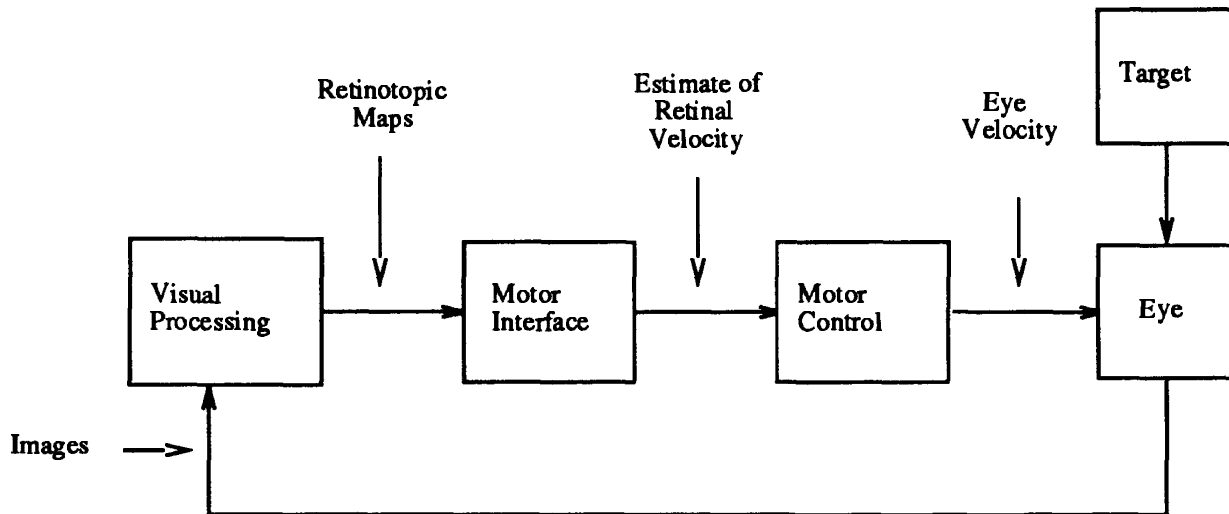 Target
Retinotopic
Maps
Estimate of
Retinal
Velocity
Eye
Velocity
Visual
Processing
Motor
Interface
Motor
Control
Eye
Images